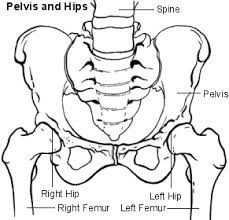 Pelvis and Hips
Spine
Pelvis
Right Hip
Left Hip
Right Femur
Left Femur